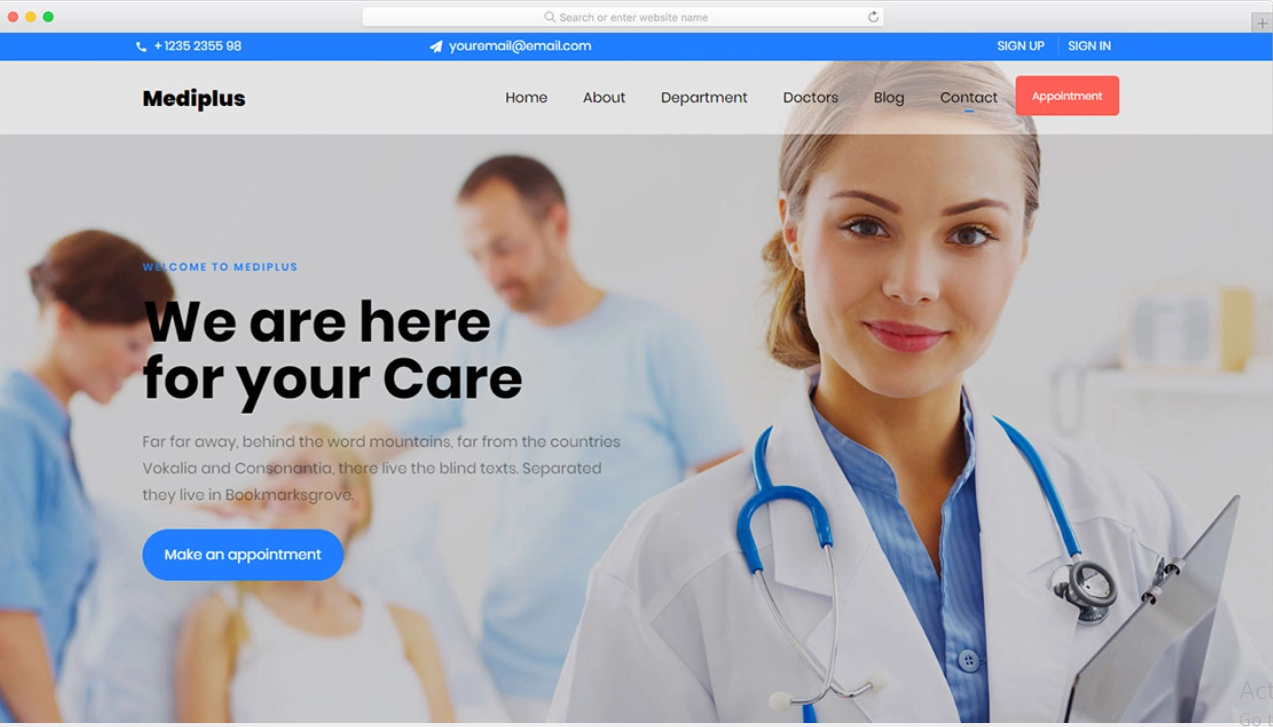 Search or enter website name
+ 1235 2355 98
youremail@email.com
SIGN UP
SIGN IN
Mediplus
Home
About
Department
Doctors
Blog
Contact
Appointment
WELCOME TO MEDIPLUS
We are here
for your Care
Far far away, behind the word mountains, far from the countries
Vokalia and Consonantia, there live the blind texts. Separated
they live in Bookmarksgrove.
Make an appointment
Act
Go t